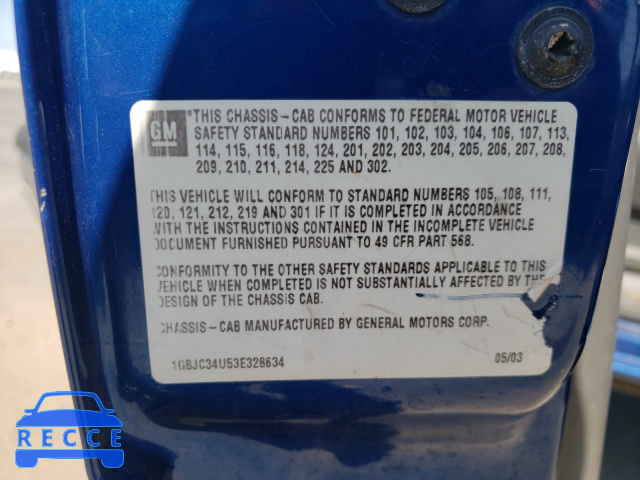 GM
THIS CHASSIS-CAB CONFORMS TO FEDERAL MOTOR VEHICLE
SAFETY STANDARD NUMBERS 101, 102, 103, 104, 106, 107, 113,
114, 115, 116, 118, 124, 201, 202, 203, 204, 205, 206, 207, 208,
209, 210, 211, 214, 225 AND 302.
THIS VEHICLE WILL CONFORM TO STANDARD NUMBERS 105, 108, 111,
120, 121, 212, 219 AND 301 IF IT IS COMPLETED IN ACCORDANCE
WITH THE INSTRUCTIONS CONTAINED IN THE INCOMPLETE VEHICLE
DOCUMENT FURNISHED PURSUANT TO 49 CFR PART 568.
CONFORMITY TO THE OTHER SAFETY STANDARDS APPLICABLE TO THIS
VEHICLE WHEN COMPLETED IS NOT SUBSTANTIALLY AFFECTED BY THE
DESIGN OF THE CHASSIS CAB.
CHASSIS-CAB MANUFACTURED BY GENERAL MOTORS CORP.
1GBJC34U53E328634 05/03
RECCE